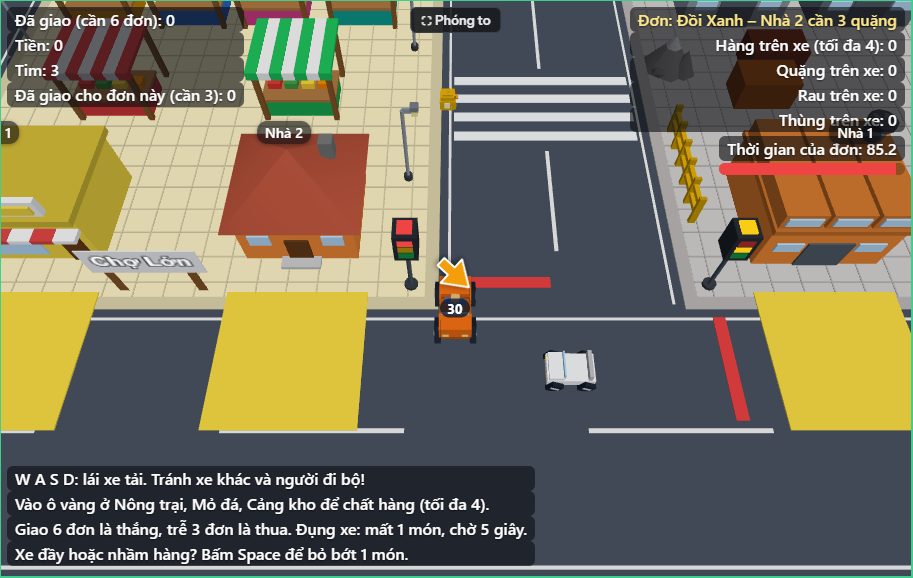 Đã giao (cần 6 đơn): 0
Tiền: 0
Tim: 3
Đã giao cho đơn này (cần 3): 0
Phóng to
Đơn: Đồi Xanh – Nhà 2 cần 3 quặng
Hàng trên xe (tối đa 4): 0
Quặng trên xe: 0
Rau trên xe: 0
Thùng trên xe: 0
Thời gian của đơn: 85.2
1
Nhà 2
Nhà 1
Chợ Lớn
30
W A S D: lái xe tải. Tránh xe khác và người đi bộ!
Vào ô vàng ở Nông trại, Mỏ đá, Cảng kho để chất hàng (tối đa 4).
Giao 6 đơn là thắng, trễ 3 đơn là thua. Đụng xe: mất 1 món, chờ 5 giây.
Xe đầy hoặc nhầm hàng? Bấm Space để bỏ bớt 1 món.